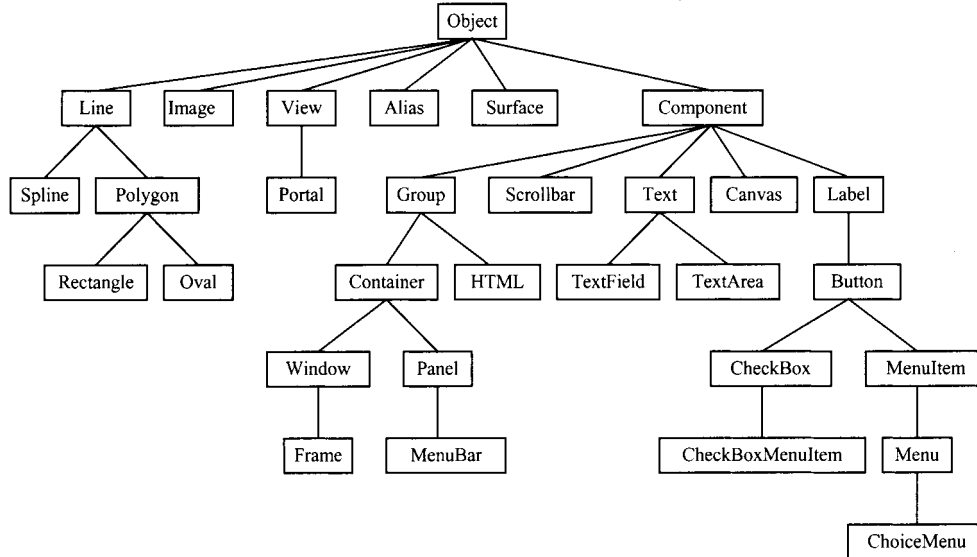 Object
Line Image View Alias Surface Component
Spline Polygon Portal Group Scrollbar Text Canvas Label
Rectangle Oval Container HTML TextField TextArea Button
Window Panel CheckBox MenuItem
Frame MenuBar CheckBoxMenuItem Menu
ChoiceMenu